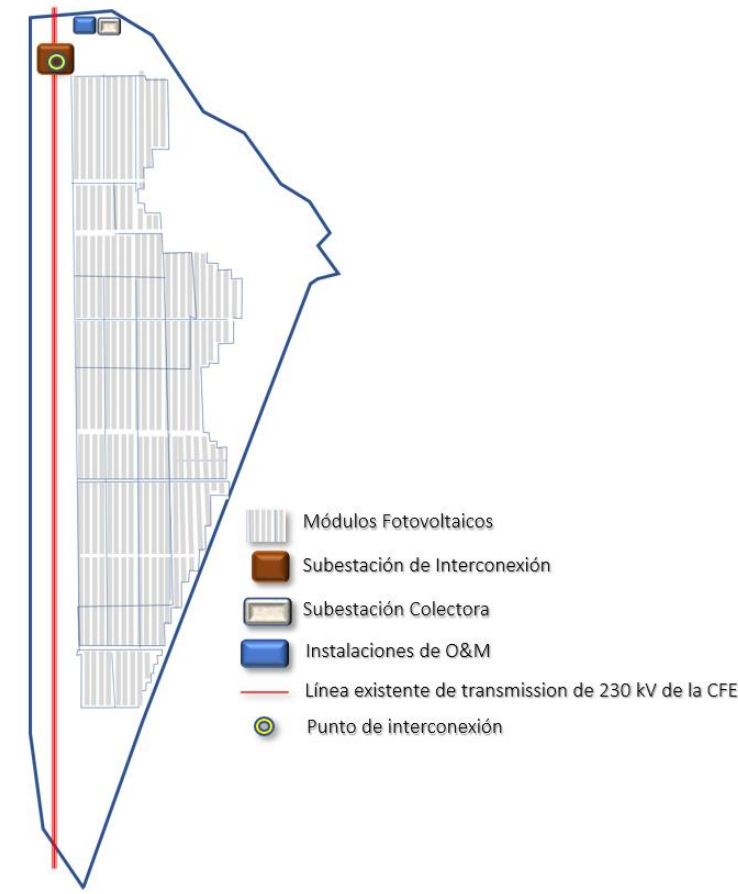 Módulos Fotovoltaicos
Subestación de Interconexión
Subestación Colectora
Instalaciones de O&M
Línea existente de transmission de 230 kV de la CFE
Punto de interconexión